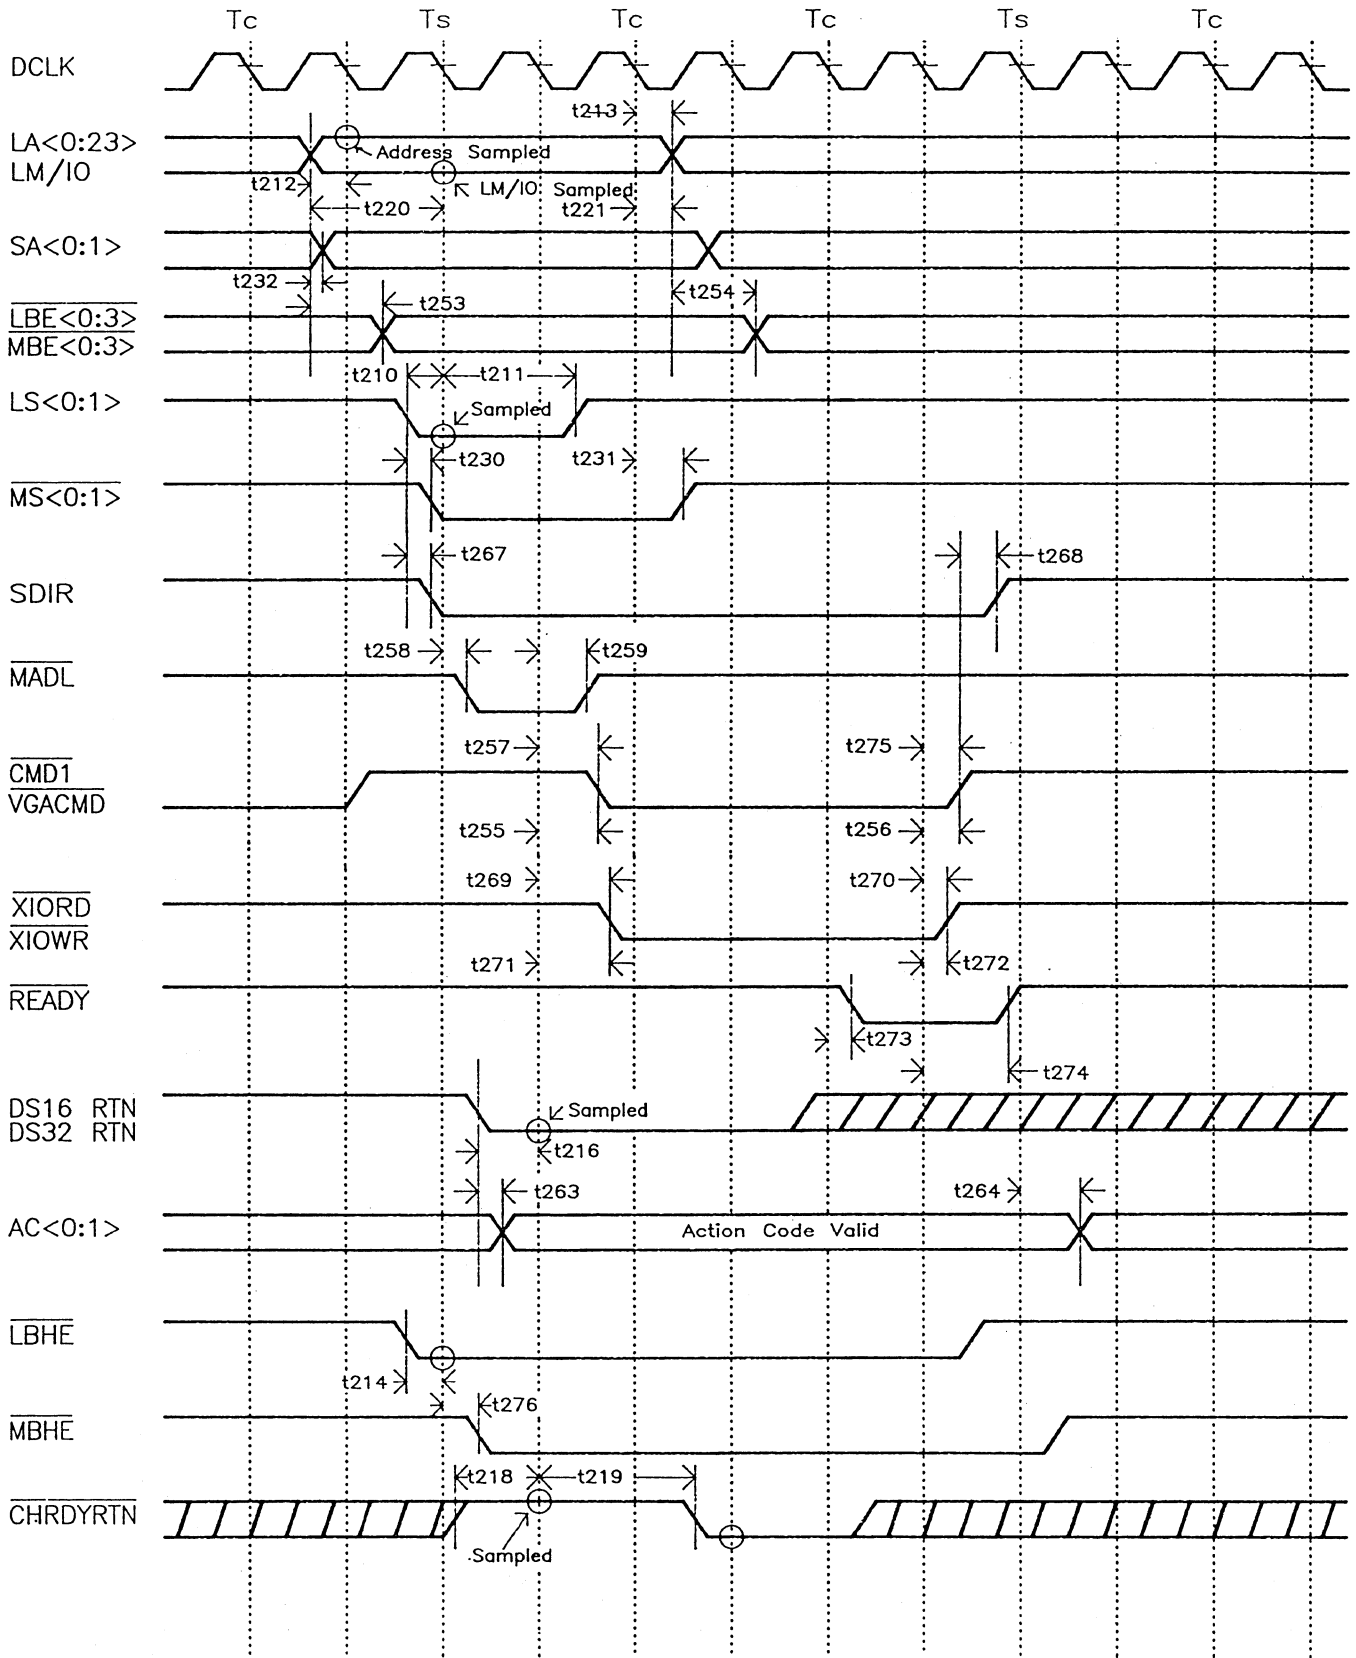 Tc Ts Tc Tc Ts Tc
DCLK
t213
LA<0:23>
Address Sampled
LM/IO
t212
LM/IO Sampled
t220
t221
SA<0:1>
t232
t254
t253
LBE<0:3>
MBE<0:3>
t210
t211
LS<0:1>
Sampled
t230
t231
MS<0:1>
t267
t268
SDIR
t258
t259
MADL
t257
t275
CMD1
VGACMD
t255
t256
t269
t270
XIORD
XIOWR
t271
t272
READY
t273
t274
DS16 RTN
Sampled
DS32 RTN
t216
t263
t264
AC<0:1>
Action Code Valid
LBHE
t214
t276
MBHE
t218
t219
CHRDYRTN
Sampled